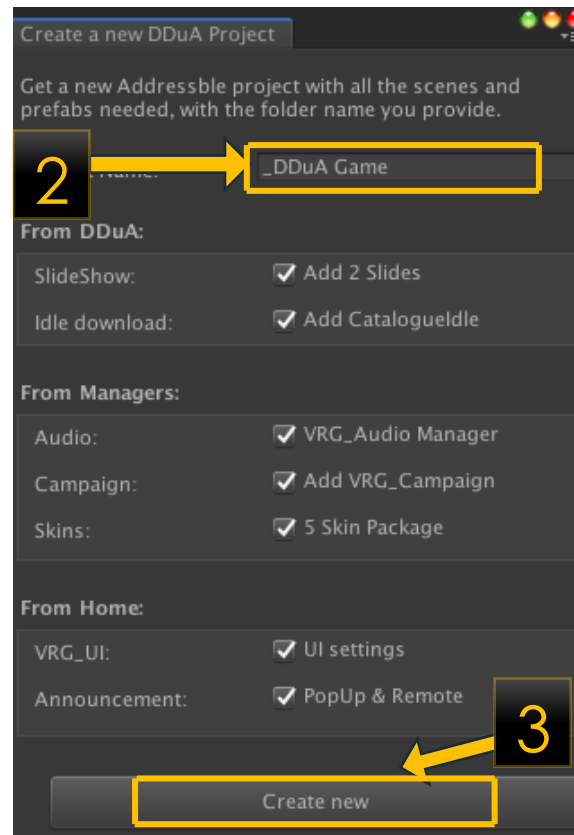 Create a new DDuA Project
Get a new Addressble project with all the scenes and
prefabs needed, with the folder name you provide.
2
Name:
_DDuA Game
From DDuA:
SlideShow: Add 2 Slides
Idle download: Add CatalogueIdle
From Managers:
Audio: VRG_Audio Manager
Campaign: Add VRG_Campaign
Skins: 5 Skin Package
From Home:
VRG_UI: UI settings
Announcement: PopUp & Remote
3
Create new